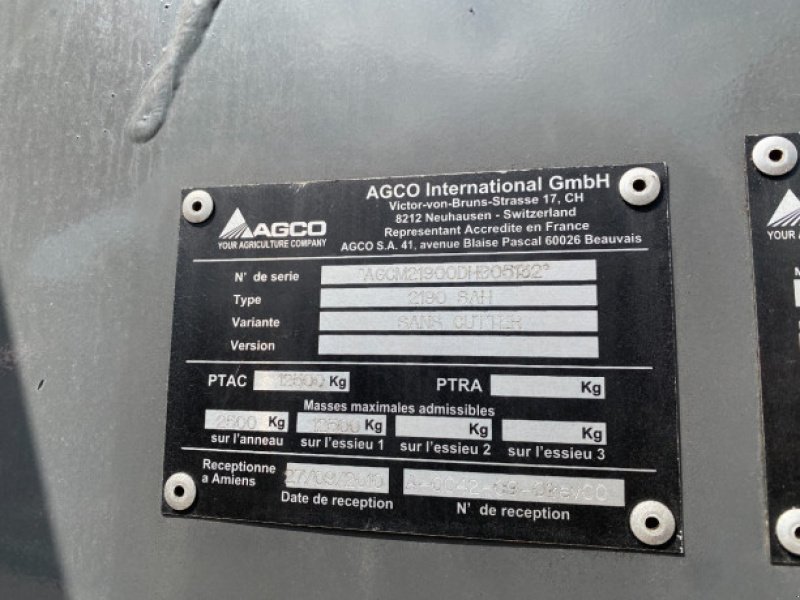 AGCO
YOUR AGRICULTURE COMPANY
AGCO International GmbH
Victor-von-Bruns-Strasse 17, CH
8212 Neuhausen - Switzerland
Representant Accredite en France
AGCO S.A. 41, avenue Blaise Pascal 60026 Beauvais
N° de serie
Type 2190 SAH
Variante SANS CUTTER
Version
PTAC 12500 Kg PTRA Kg
Masses maximales admissibles
2500 Kg 12500 Kg Kg Kg
sur l'anneau sur l'essieu 1 sur l'essieu 2 sur l'essieu 3
Receptionne
a Amiens
Date de reception N° de reception
YOUR